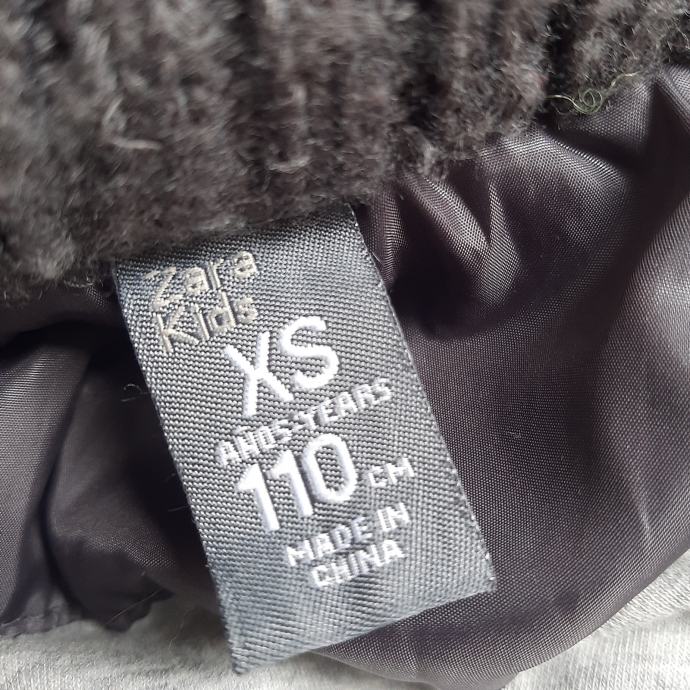 Zara
Kids
XS
AÑOS-YEARS
110 CM
MADE IN
CHINA